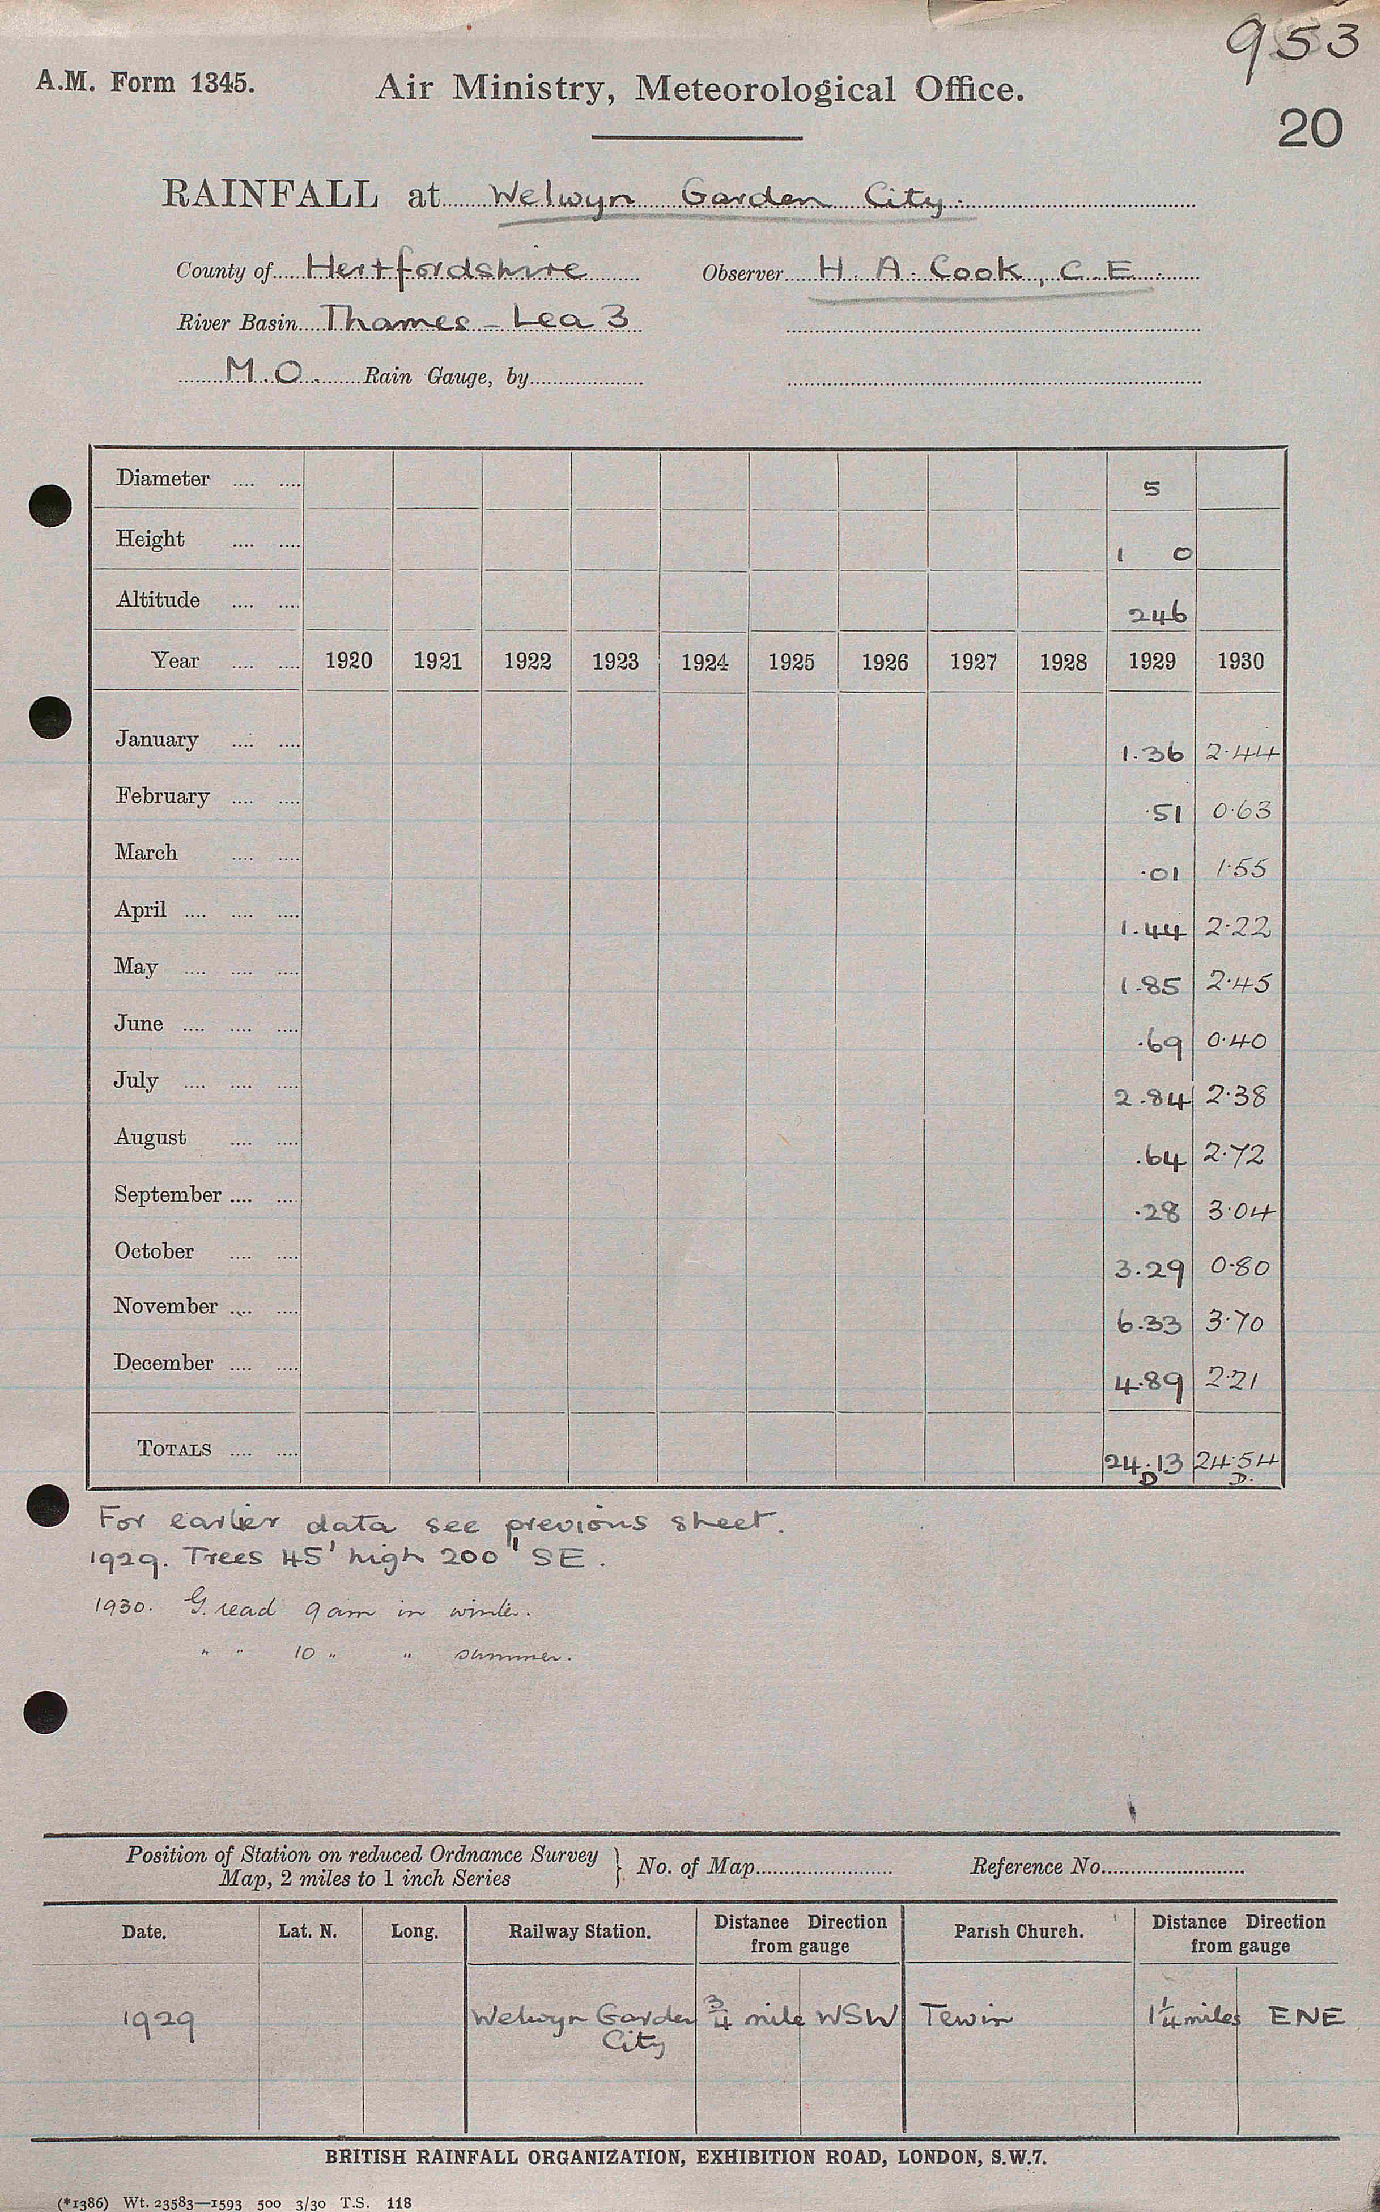 953
A.M. Form 1345. Air Ministry, Meteorological Office.
20
RAINFALL at Welwyn Garden City.
County of Hertfordshire Observer H. A. Cook, C.E.
River Basin Thames - Lea 3
M.O. Rain Gauge, by
Diameter .... .... 5
Height .... .... 1 0
Altitude .... .... 246
Year .... .... 1920 1921 1922 1923 1924 1925 1926 1927 1928 1929 1930
January .... .... 1.36 2.44
February .... .... .51 0.63
March .... .... .01 1.55
April .... .... .... 1.44 2.22
May .... .... .... 1.85 2.45
June .... .... .... .69 0.40
July .... .... .... 2.84 2.38
August .... .... .64 2.72
September .... .... .28 3.04
October .... .... 3.29 0.80
November .... .... 6.33 3.70
December .... .... 4.89 2.21
TOTALS .... .... 24.13 24.54
D D.
For earlier data see previous sheet.
1929. Trees 45' high 200" SE.
1930. G. read 9 am in winter.
" " 10 " " summer.
Position of Station on reduced Ordnance Survey Map, 2 miles to 1 inch Series } No. of Map Reference No.
Date. Lat. N. Long. Railway Station. Distance Direction from gauge Parish Church. Distance Direction from gauge
1929 Welwyn Garden City ¾ mile WSW Tewin 1¼ miles ENE
BRITISH RAINFALL ORGANIZATION, EXHIBITION ROAD, LONDON, S.W.7.
(*1386) Wt. 23583—1593 500 3/30 T.S. 118